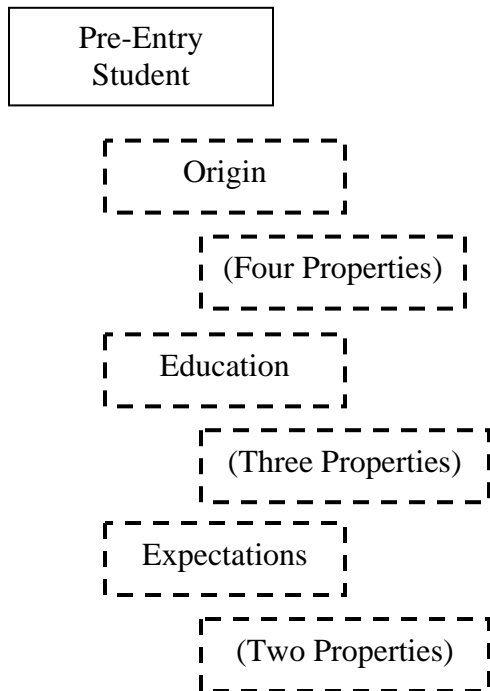 Pre-Entry
Student
Origin
(Four Properties)
Education
(Three Properties)
Expectations
(Two Properties)